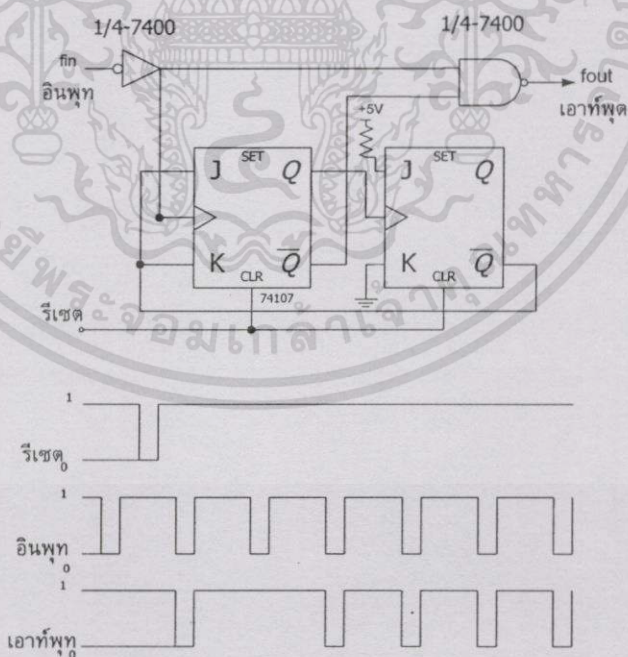 1/4-7400
1/4-7400
fin
อินพุท
fout
เอาท์พุด
+5V
J SET Q
J SET Q
K CLR Q
K CLR Q
74107
รีเซต
1
รีเซต
0
1
อินพุท
0
1
เอาท์พุท
0